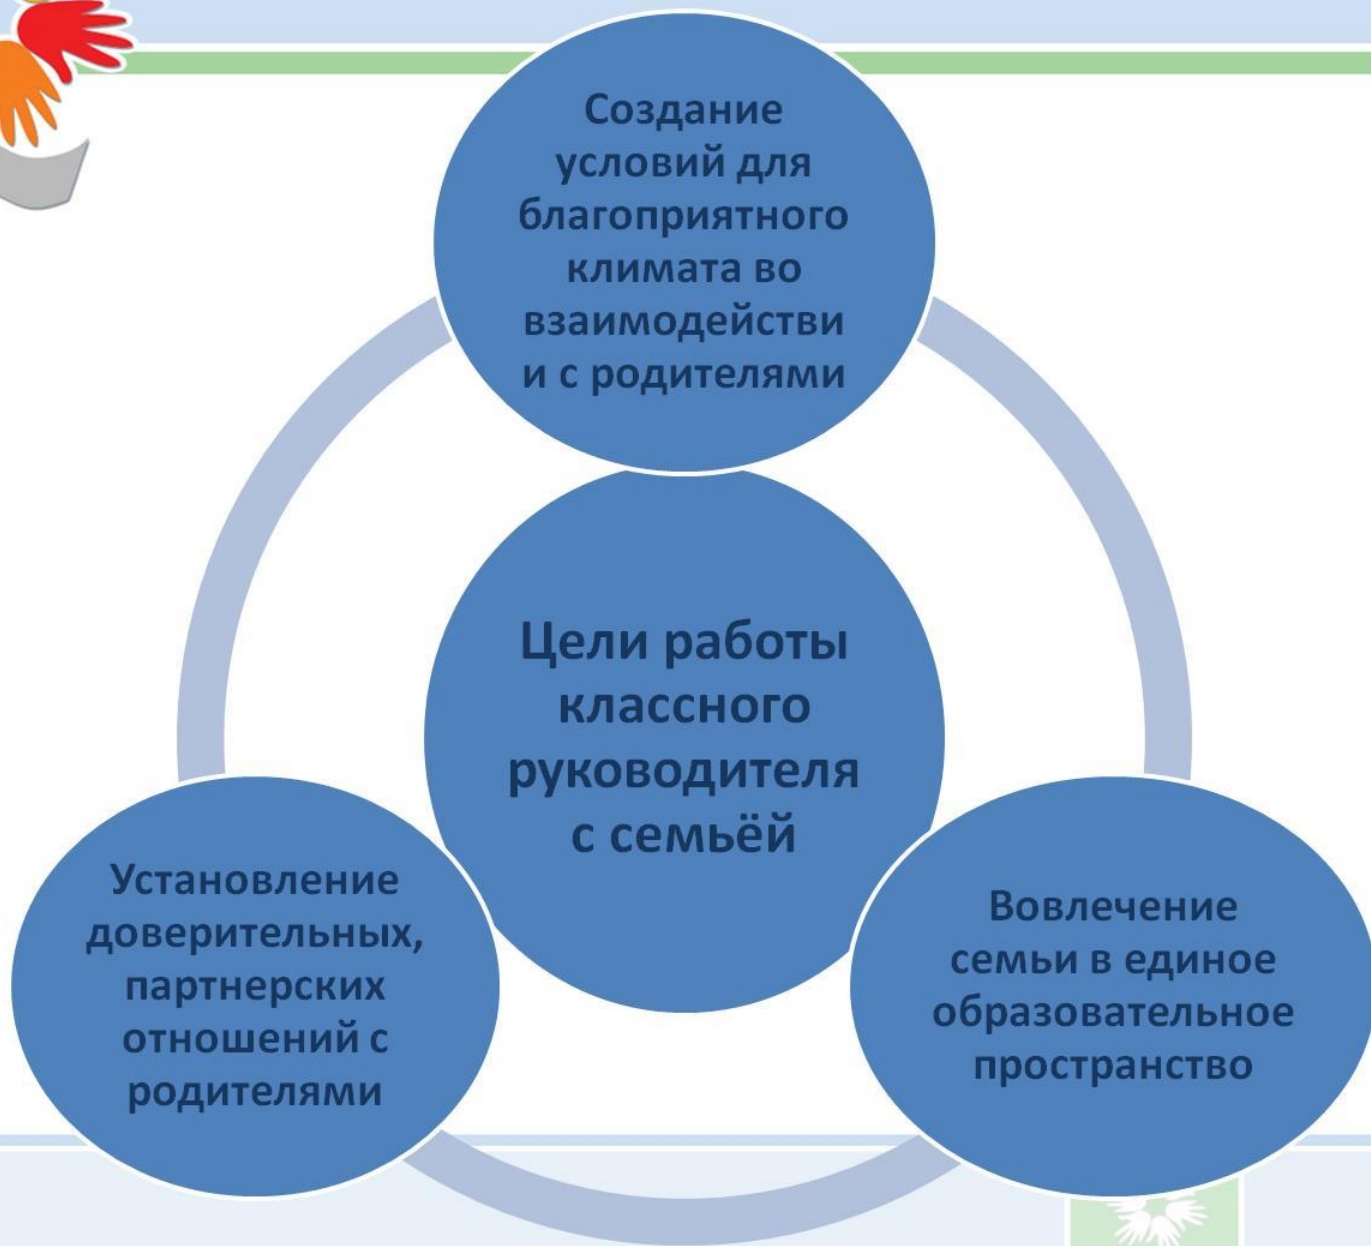 Создание
условий для
благоприятного
климата во
взаимодействи
и с родителями
Цели работы
классного
руководителя
с семьёй
Установление
доверительных,
партнерских
отношений с
родителями
Вовлечение
семьи в единое
образовательное
пространство